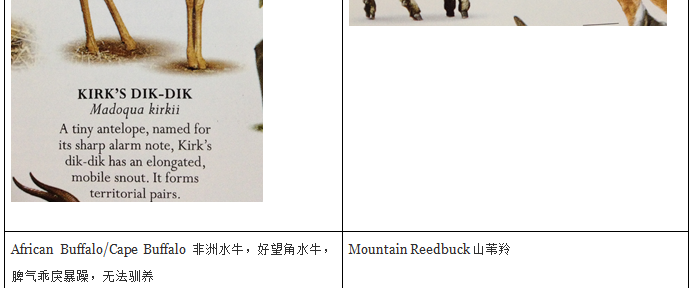 KIRK'S DIK-DIK
Madoqua kirkii
A tiny antelope, named for
its sharp alarm note, Kirk's
dik-dik has an elongated,
mobile snout. It forms
territorial pairs.
African Buffalo/Cape Buffalo 非洲水牛，好望角水牛，
脾气乖戾暴躁，无法驯养
Mountain Reedbuck 山苇羚